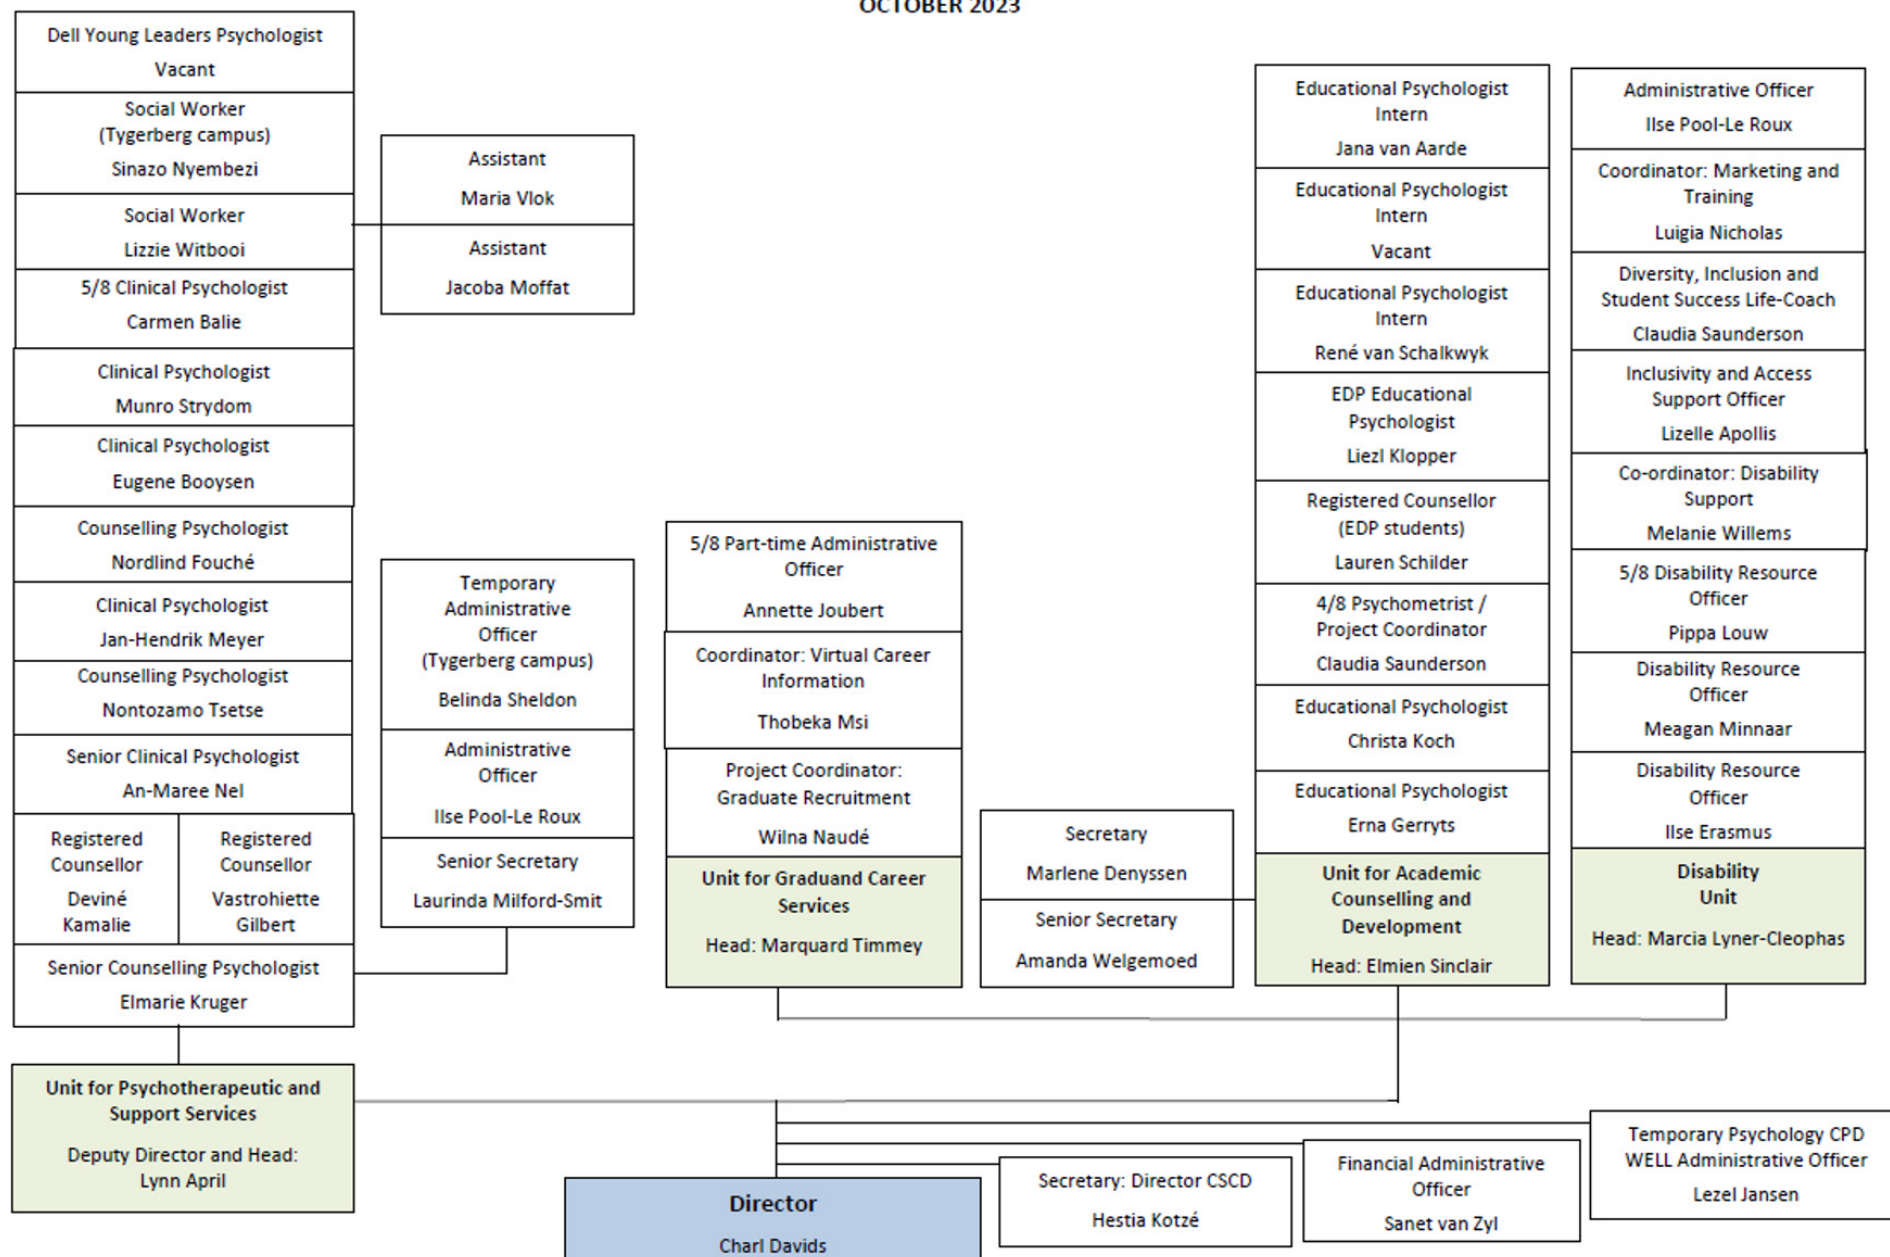 OCTOBER 2023
Dell Young Leaders Psychologist
Vacant
Social Worker
(Tygerberg campus)
Sinazo Nyembezi
Social Worker
Lizzie Witbooi
5/8 Clinical Psychologist
Carmen Balie
Clinical Psychologist
Munro Strydom
Clinical Psychologist
Eugene Booysen
Counselling Psychologist
Nordlind Fouché
Clinical Psychologist
Jan-Hendrik Meyer
Counselling Psychologist
Nontozamo Tsetse
Senior Clinical Psychologist
An-Maree Nel
Registered
Counsellor
Deviné
Kamalie
Registered
Counsellor
Vastrohiette
Gilbert
Senior Counselling Psychologist
Elmarie Kruger
Unit for Psychotherapeutic and
Support Services
Deputy Director and Head:
Lynn April
Assistant
Maria Vlok
Assistant
Jacoba Moffat
Temporary
Administrative
Officer
(Tygerberg campus)
Belinda Sheldon
Administrative
Officer
Ilse Pool-Le Roux
Senior Secretary
Laurinda Milford-Smit
5/8 Part-time Administrative
Officer
Annette Joubert
Coordinator: Virtual Career
Information
Thobeka Msi
Project Coordinator:
Graduate Recruitment
Wilna Naudé
Unit for Graduand Career
Services
Head: Marquard Timmey
Secretary
Marlene Denyssen
Senior Secretary
Amanda Welgemoed
Educational Psychologist
Intern
Jana van Aarde
Educational Psychologist
Intern
Vacant
Educational Psychologist
Intern
René van Schalkwyk
EDP Educational
Psychologist
Liezl Klopper
Registered Counsellor
(EDP students)
Lauren Schilder
4/8 Psychometrist /
Project Coordinator
Claudia Saunderson
Educational Psychologist
Christa Koch
Educational Psychologist
Erna Gerryts
Unit for Academic
Counselling and
Development
Head: Elmien Sinclair
Administrative Officer
Ilse Pool-Le Roux
Coordinator: Marketing and
Training
Luigia Nicholas
Diversity, Inclusion and
Student Success Life-Coach
Claudia Saunderson
Inclusivity and Access
Support Officer
Lizelle Apollis
Co-ordinator: Disability
Support
Melanie Willems
5/8 Disability Resource
Officer
Pippa Louw
Disability Resource
Officer
Meagan Minnaar
Disability Resource
Officer
Ilse Erasmus
Disability
Unit
Head: Marcia Lyner-Cleophas
Director
Charl Davids
Secretary: Director CSCD
Hestia Kotzé
Financial Administrative
Officer
Sanet van Zyl
Temporary Psychology CPD
WELL Administrative Officer
Lezel Jansen